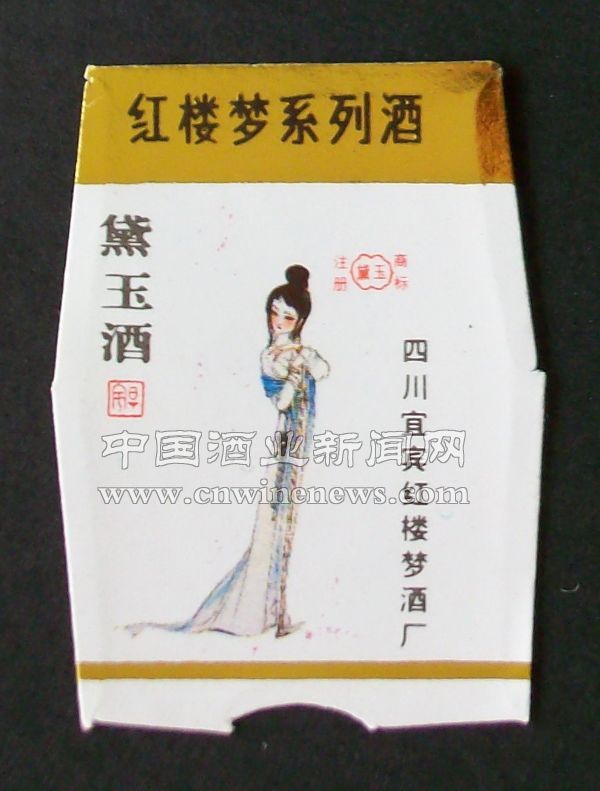 红楼梦系列酒
黛玉酒
注册
黛玉
商标
四川宜宾红楼梦酒厂
中国酒业新闻网
www.cnwinenews.com